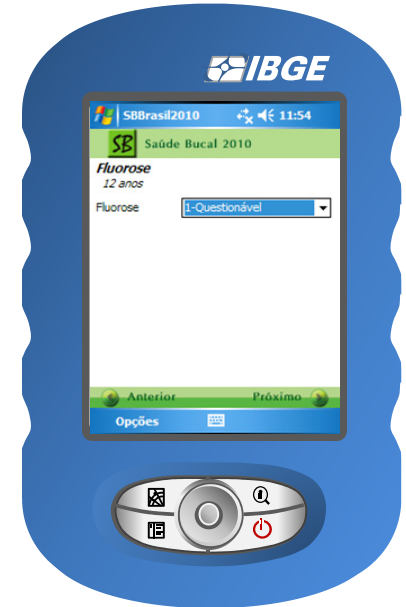 IBGE
SBBrasil2010 11:54
SB Saúde Bucal 2010
Fluorose
12 anos
Fluorose 1-Questionável
Anterior Próximo
Opções